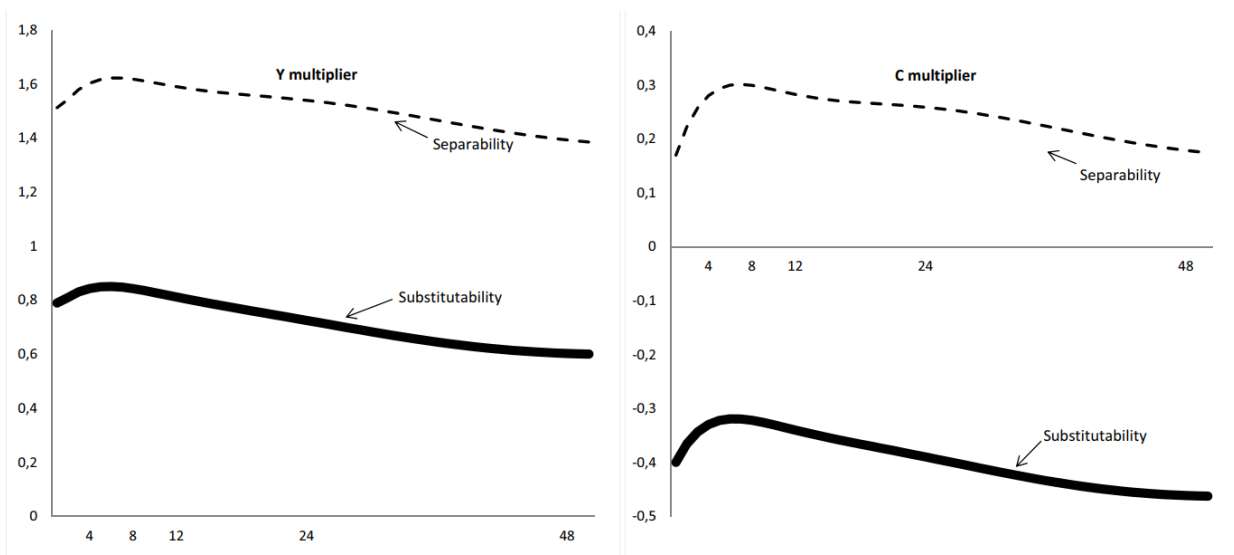 1,8
Y multiplier
1,6
Separability
1,4
1,2
1
Substitutability
0,8
0,6
0,4
0,2
0
4 8 12 24 48
0,4
C multiplier
0,3
0,2
Separability
0,1
0
4 8 12 24 48
-0,1
-0,2
-0,3
Substitutability
-0,4
-0,5